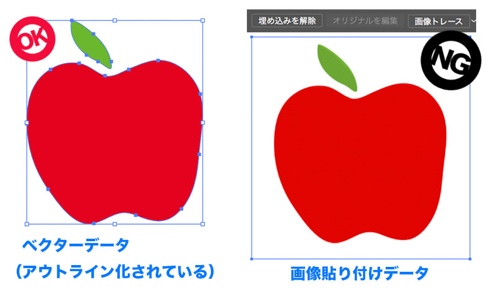 OK
埋め込みを解除 オリジナルを編集 画像トレース
NG
ベクターデータ
(アウトライン化されている)
画像貼り付けデータ